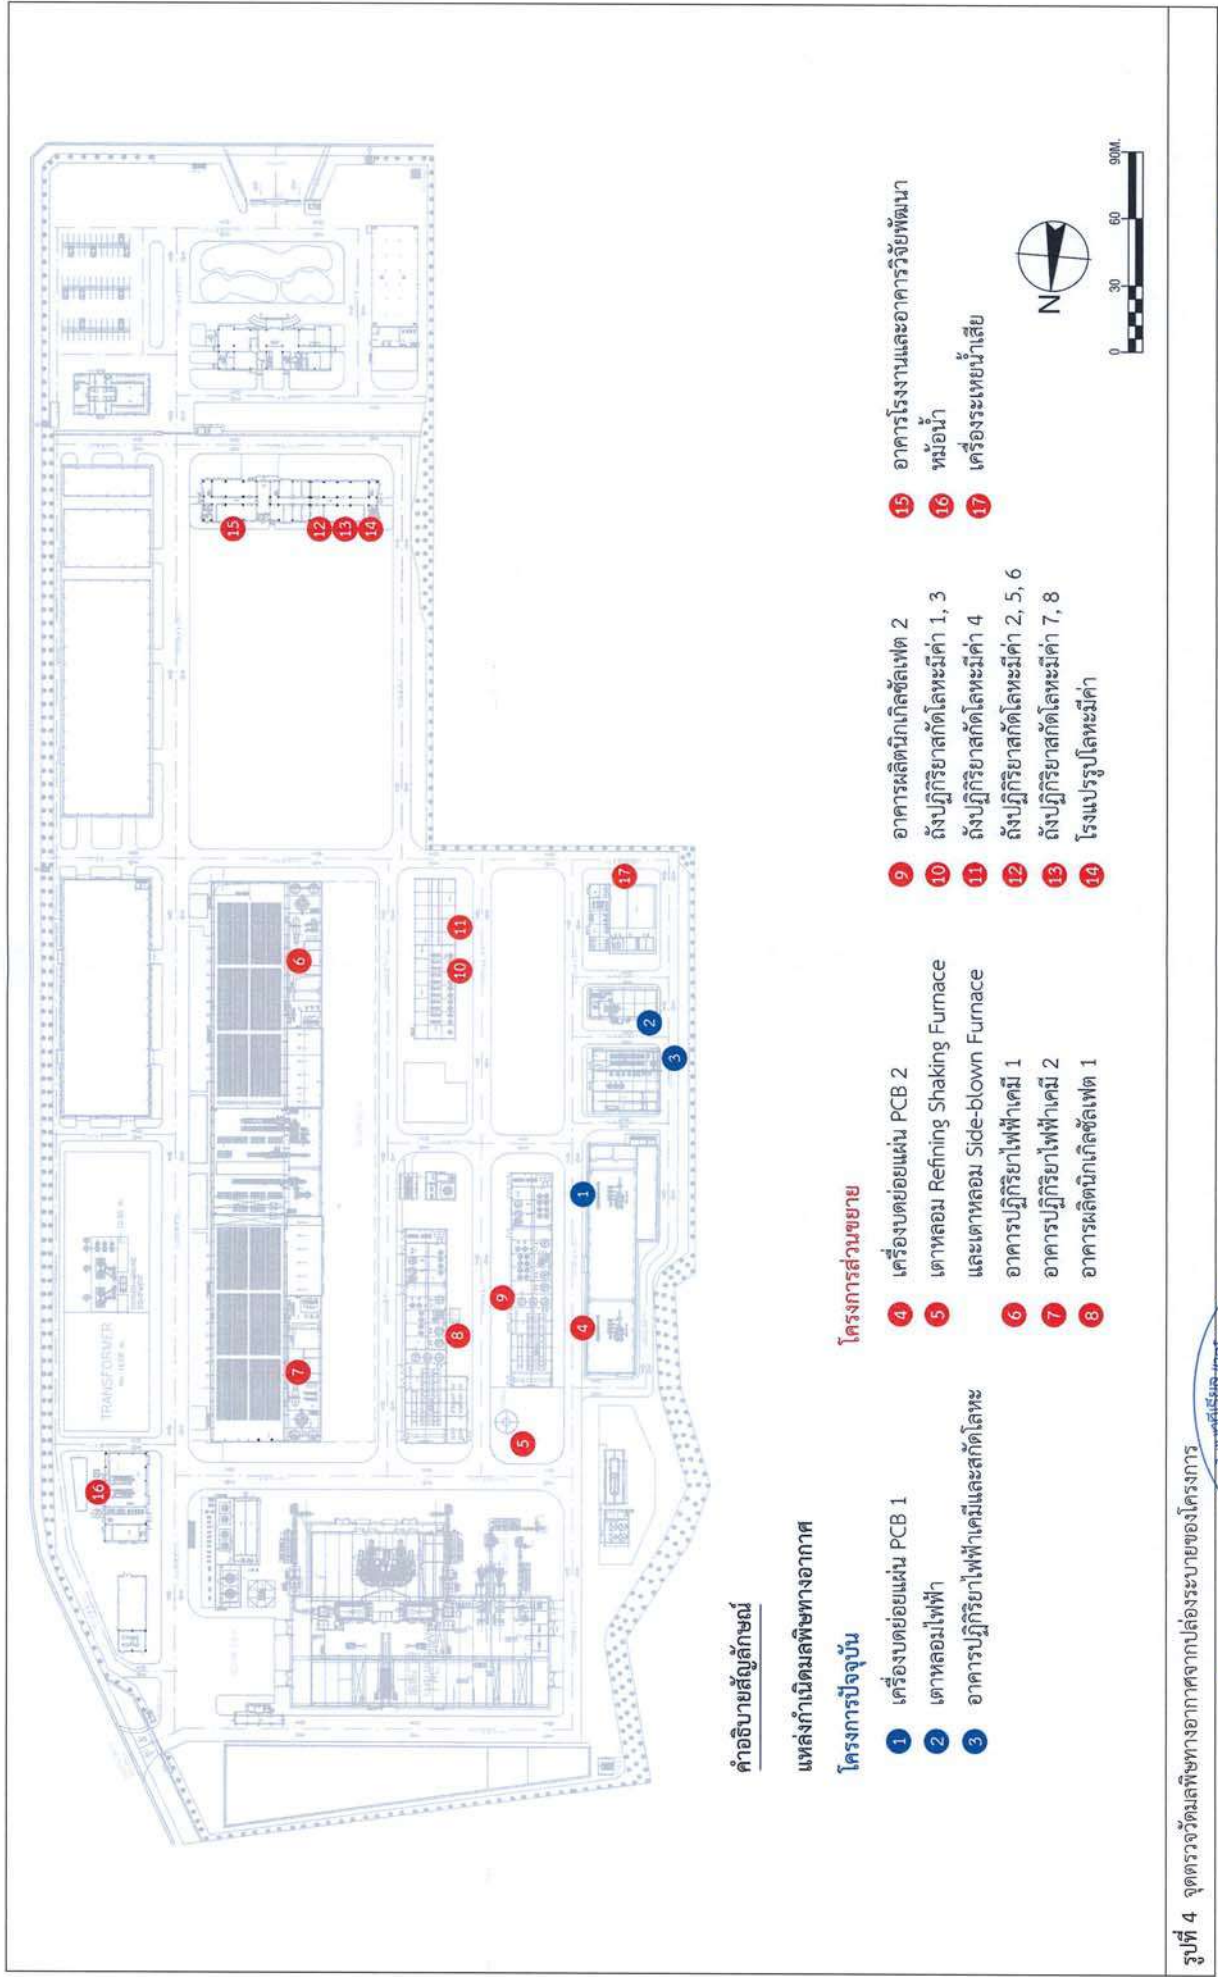 TRANSFORMER
16
7
6
15
12
13
14
8
10
11
5
9
4
1
3
2
17
คำอธิบายสัญลักษณ์
แหล่งกำเนิดมลพิษทางอากาศ
โครงการปัจจุบัน
1 เครื่องบดย่อยแผ่น PCB 1
2 เตาหลอมไฟฟ้า
3 อาคารปฏิกิริยาไฟฟ้าเคมีและสกัดโลหะ
โครงการส่วนขยาย
4 เครื่องบดย่อยแผ่น PCB 2
5 เตาหลอม Refining Shaking Furnace
และเตาหลอม Side-blown Furnace
6 อาคารปฏิกิริยาไฟฟ้าเคมี 1
7 อาคารปฏิกิริยาไฟฟ้าเคมี 2
8 อาคารผลิตนิกเกิลซัลเฟต 1
9 อาคารผลิตนิกเกิลซัลเฟต 2
10 ถังปฏิกิริยาสกัดโลหะมีค่า 1, 3
11 ถังปฏิกิริยาสกัดโลหะมีค่า 4
12 ถังปฏิกิริยาสกัดโลหะมีค่า 2, 5, 6
13 ถังปฏิกิริยาสกัดโลหะมีค่า 7, 8
14 โรงแปรรูปโลหะมีค่า
15 อาคารโรงงานและอาคารวิจัยพัฒนา
16 หม้อน้ำ
17 เครื่องระเหยน้ำเสีย
N
0 30 60 90M.
รูปที่ 4 จุดตรวจวัดมลพิษทางอากาศจากปล่องระบายของโครงการ